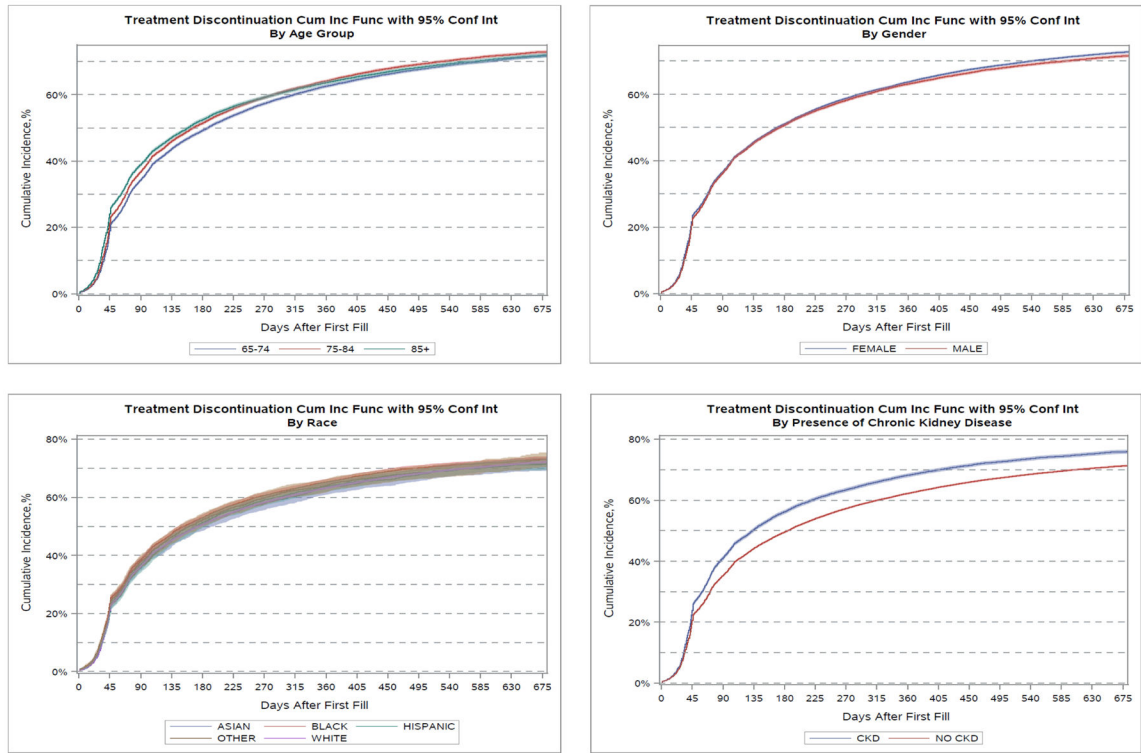 Treatment Discontinuation Cum Inc Func with 95% Conf Int
By Age Group
Cumulative Incidence,%
60%
40%
20%
0%
0 45 90 135 180 225 270 315 360 405 450 495 540 585 630 675
Days After First Fill
65-74 75-84 85+
Treatment Discontinuation Cum Inc Func with 95% Conf Int
By Gender
Cumulative Incidence,%
60%
40%
20%
0%
0 45 90 135 180 225 270 315 360 405 450 495 540 585 630 675
Days After First Fill
FEMALE MALE
Treatment Discontinuation Cum Inc Func with 95% Conf Int
By Race
Cumulative Incidence,%
80%
60%
40%
20%
0%
0 45 90 135 180 225 270 315 360 405 450 495 540 585 630 675
Days After First Fill
ASIAN BLACK HISPANIC
OTHER WHITE
Treatment Discontinuation Cum Inc Func with 95% Conf Int
By Presence of Chronic Kidney Disease
Cumulative Incidence,%
80%
60%
40%
20%
0%
0 45 90 135 180 225 270 315 360 405 450 495 540 585 630 675
Days After First Fill
CKD NO CKD